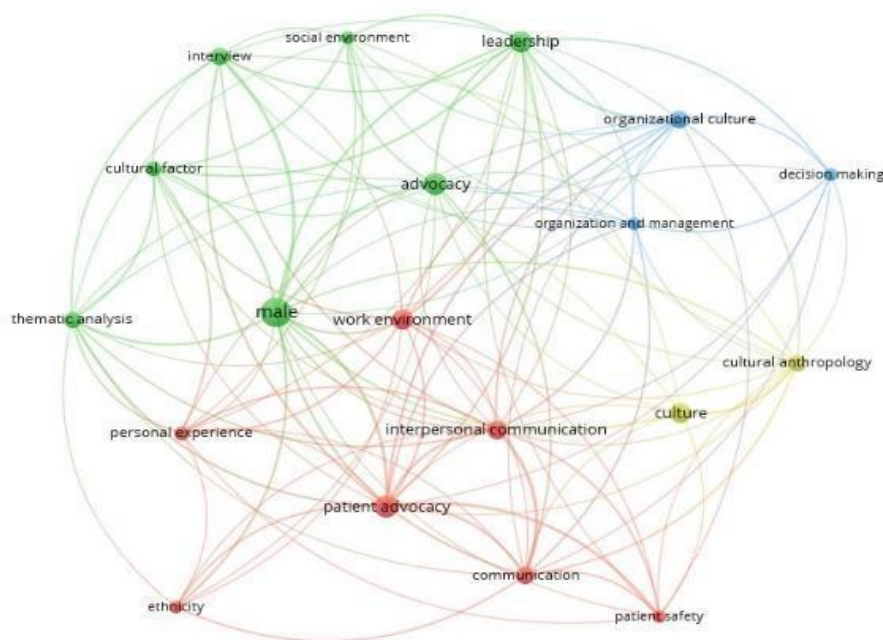 social environment
leadership
interview
organizational culture
cultural factor
decision making
advocacy
organization and management
male
work environment
thematic analysis
cultural anthropology
culture
personal experience
interpersonal communication
patient advocacy
communication
ethnicity
patient safety